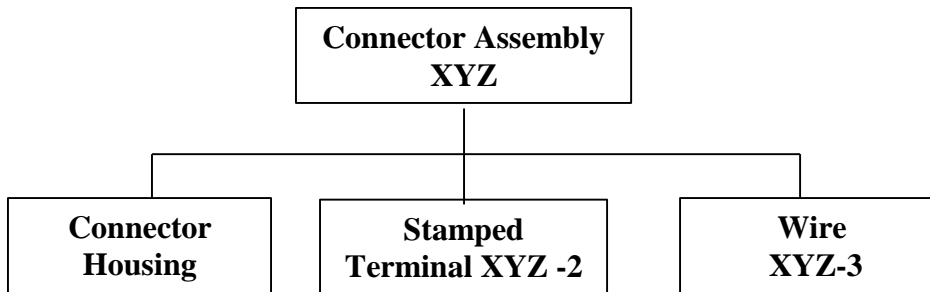 Connector Assembly
XYZ
Connector
Housing
Stamped
Terminal XYZ -2
Wire
XYZ-3